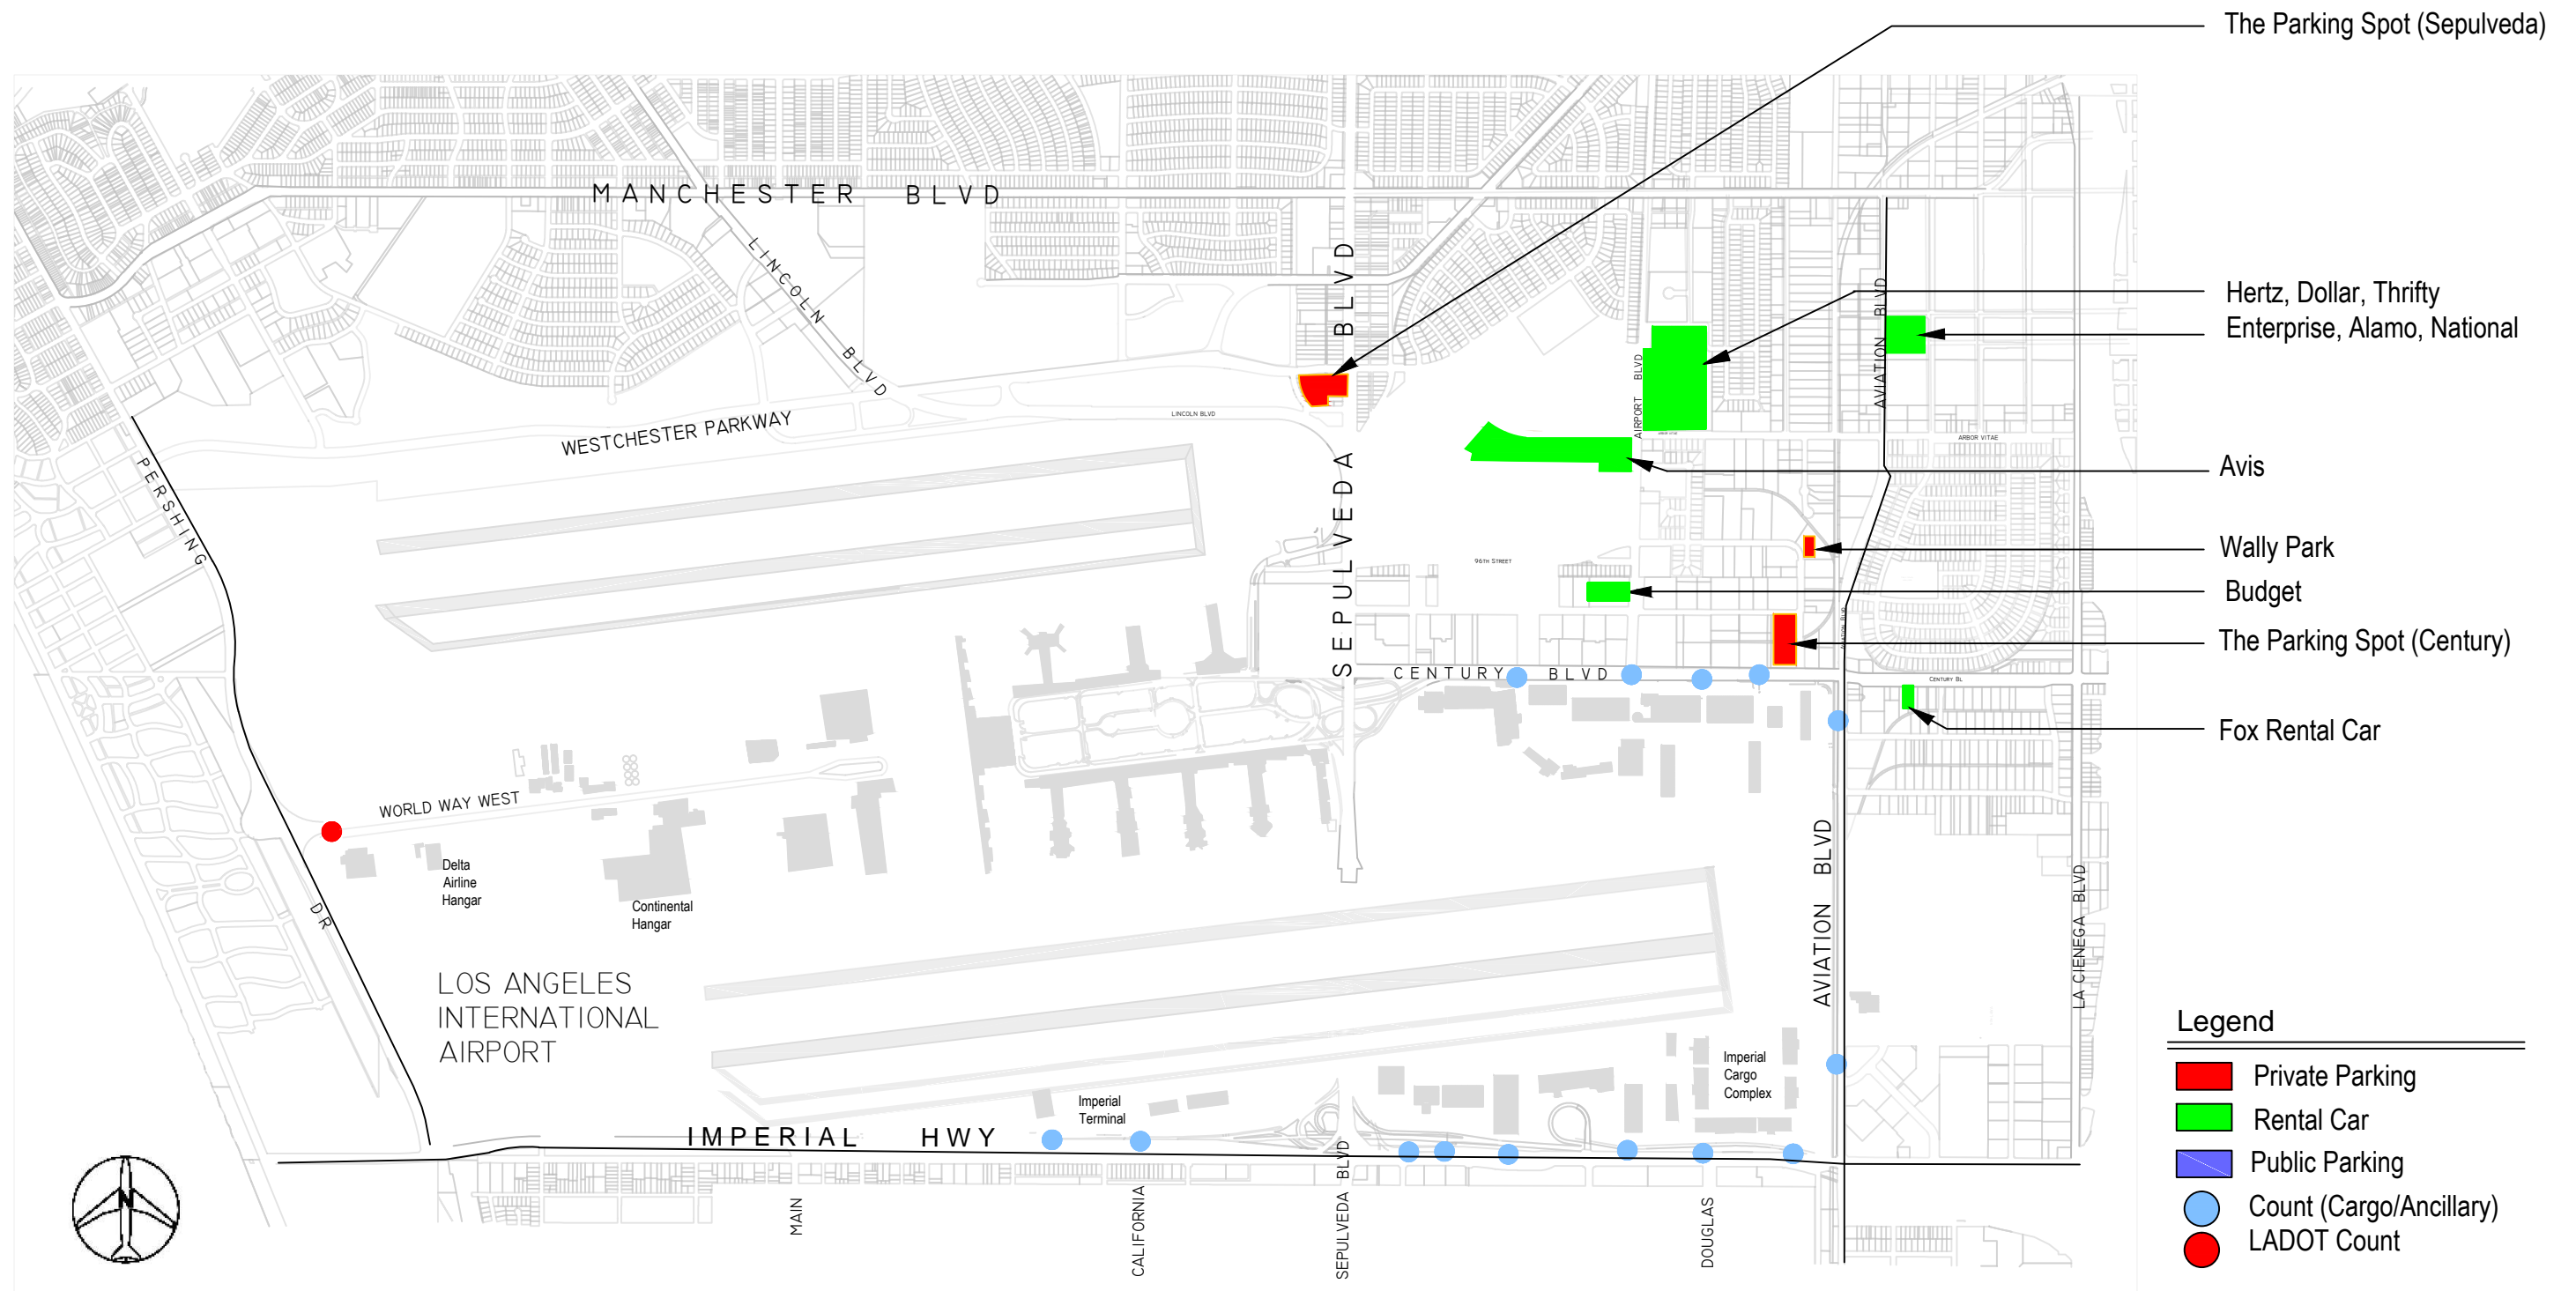 The Parking Spot (Sepulveda)
MANCHESTER BLVD
LINCOLN BLVD
SEPULVEDA BLVD
AVIATION BLVD
Hertz, Dollar, Thrifty
Enterprise, Alamo, National
AIRPORT BLVD
LINCOLN BLVD
WESTCHESTER PARKWAY
ARBOR VITAE
ARBOR VITAE
Avis
PERSHING DR
96TH STREET
Wally Park
Budget
AVIATION BLVD
The Parking Spot (Century)
CENTURY BLVD
CENTURY BL
Fox Rental Car
WORLD WAY WEST
Delta
Airline
Hangar
Continental
Hangar
AVIATION BLVD
LA CIENEGA BLVD
LOS ANGELES
INTERNATIONAL
AIRPORT
Imperial
Cargo
Complex
Imperial
Terminal
IMPERIAL HWY
N
MAIN
CALIFORNIA
SEPULVEDA BLVD
DOUGLAS
Legend
Private Parking
Rental Car
Public Parking
Count (Cargo/Ancillary)
LADOT Count